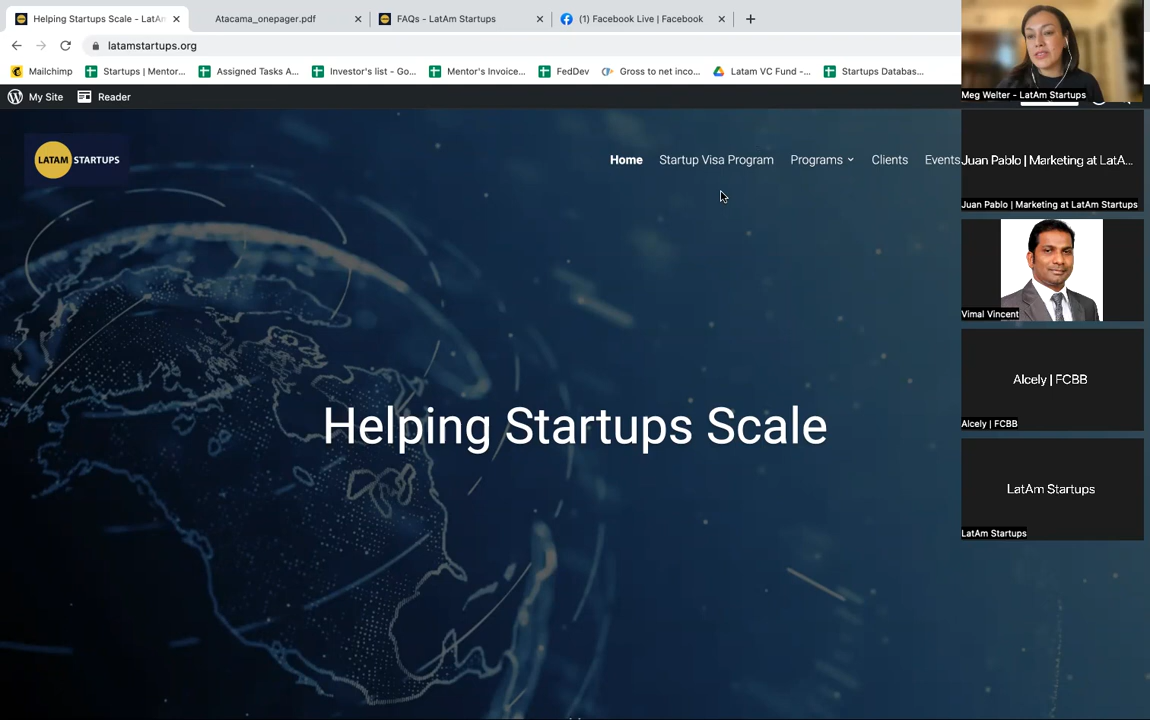 Helping Startups Scale - LatAm
Atacama_onepager.pdf
FAQs - LatAm Startups
(1) Facebook Live | Facebook
latamstartups.org
Mailchimp
Startups | Mentor...
Assigned Tasks A...
Investor's list - Go...
Mentor's Invoice...
FedDev
Gross to net inco...
Latam VC Fund -...
Startups Databas...
My Site
Reader
LATAM STARTUPS
Home
Startup Visa Program
Programs
Clients
Events
Helping Startups Scale
Meg Welter - LatAm Startups
Juan Pablo | Marketing at LatA...
Juan Pablo | Marketing at LatAm Startups
Vimal Vincent
Alcely | FCBB
Alcely | FCBB
LatAm Startups
LatAm Startups